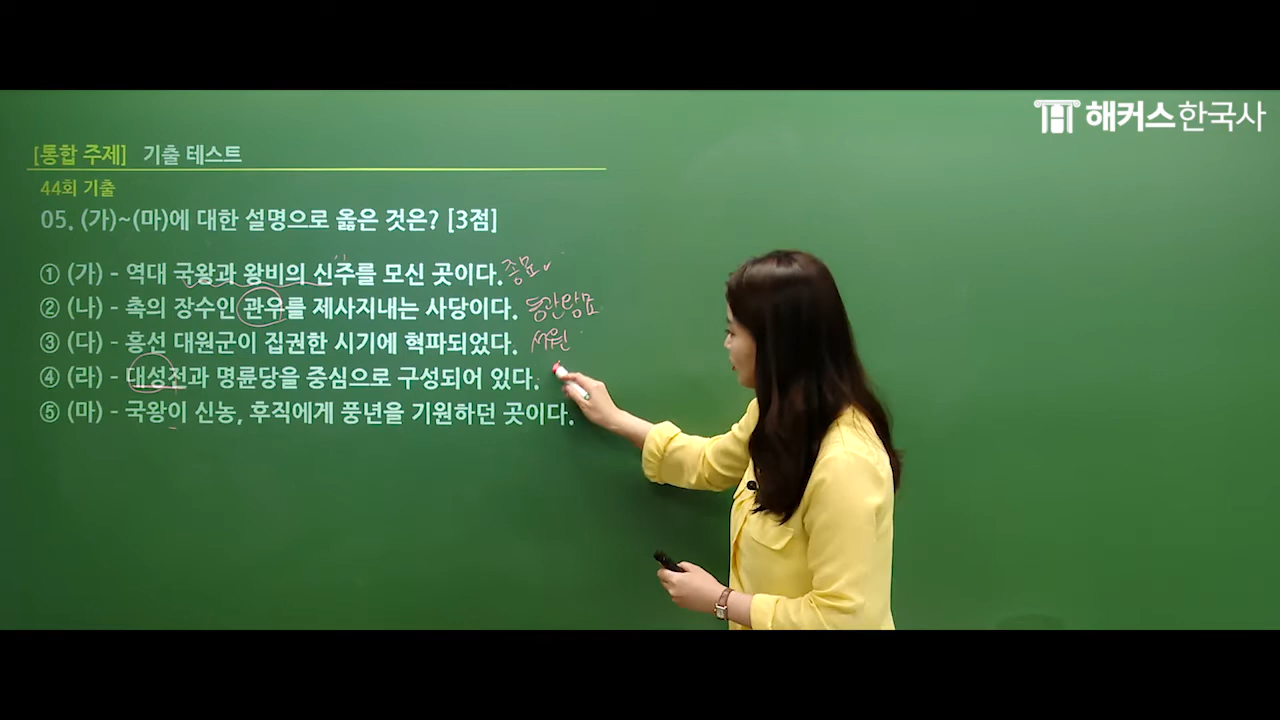 해커스한국사
[통합 주제] 기출 테스트
44회 기출
05. (가)~(마)에 대한 설명으로 옳은 것은? [3점]
① (가) - 역대 국왕과 왕비의 신주를 모신 곳이다. 종묘
② (나) - 촉의 장수인 관우를 제사지내는 사당이다. 동관왕묘
③ (다) - 흥선 대원군이 집권한 시기에 혁파되었다. 서원
④ (라) - 대성전과 명륜당을 중심으로 구성되어 있다.
⑤ (마) - 국왕이 신농, 후직에게 풍년을 기원하던 곳이다.